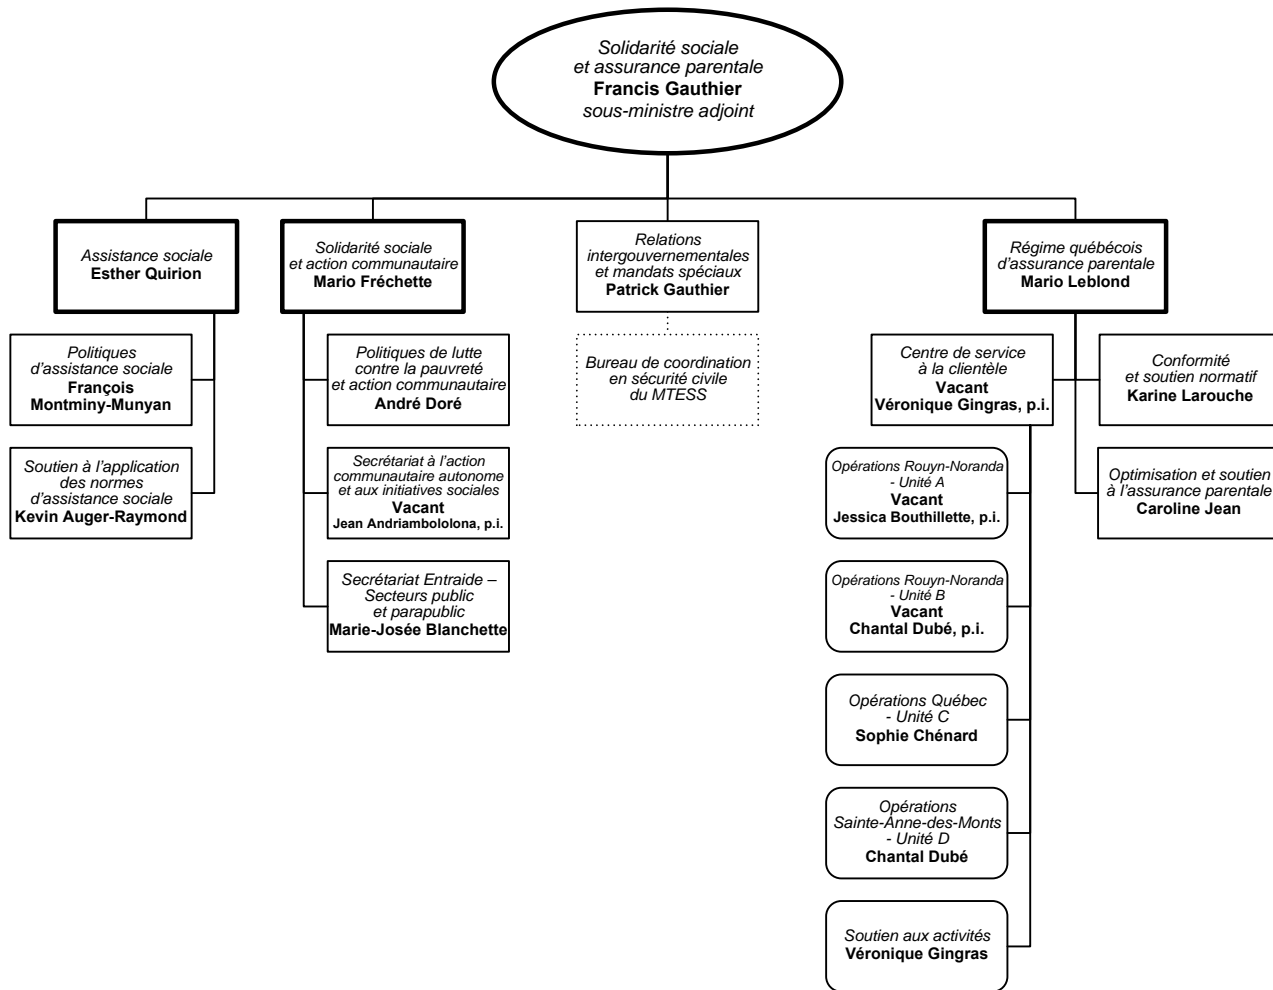 Solidarité sociale
et assurance parentale
Francis Gauthier
sous-ministre adjoint
Assistance sociale
Esther Quirion
Solidarité sociale
et action communautaire
Mario Fréchette
Relations
intergouvernementales
et mandats spéciaux
Patrick Gauthier
Régime québécois
d'assurance parentale
Mario Leblond
Politiques
d'assistance sociale
François
Montminy-Munyan
Soutien à l'application
des normes
d'assistance sociale
Kevin Auger-Raymond
Politiques de lutte
contre la pauvreté
et action communautaire
André Doré
Secrétariat à l'action
communautaire autonome
et aux initiatives sociales
Vacant
Jean Andriambololona, p.i.
Secrétariat Entraide –
Secteurs public
et parapublic
Marie-Josée Blanchette
Bureau de coordination
en sécurité civile
du MTESS
Centre de service
à la clientèle
Vacant
Véronique Gingras, p.i.
Conformité
et soutien normatif
Karine Larouche
Optimisation et soutien
à l'assurance parentale
Caroline Jean
Opérations Rouyn-Noranda
- Unité A
Vacant
Jessica Bouthillette, p.i.
Opérations Rouyn-Noranda
- Unité B
Vacant
Chantal Dubé, p.i.
Opérations Québec
- Unité C
Sophie Chénard
Opérations
Sainte-Anne-des-Monts
- Unité D
Chantal Dubé
Soutien aux activités
Véronique Gingras